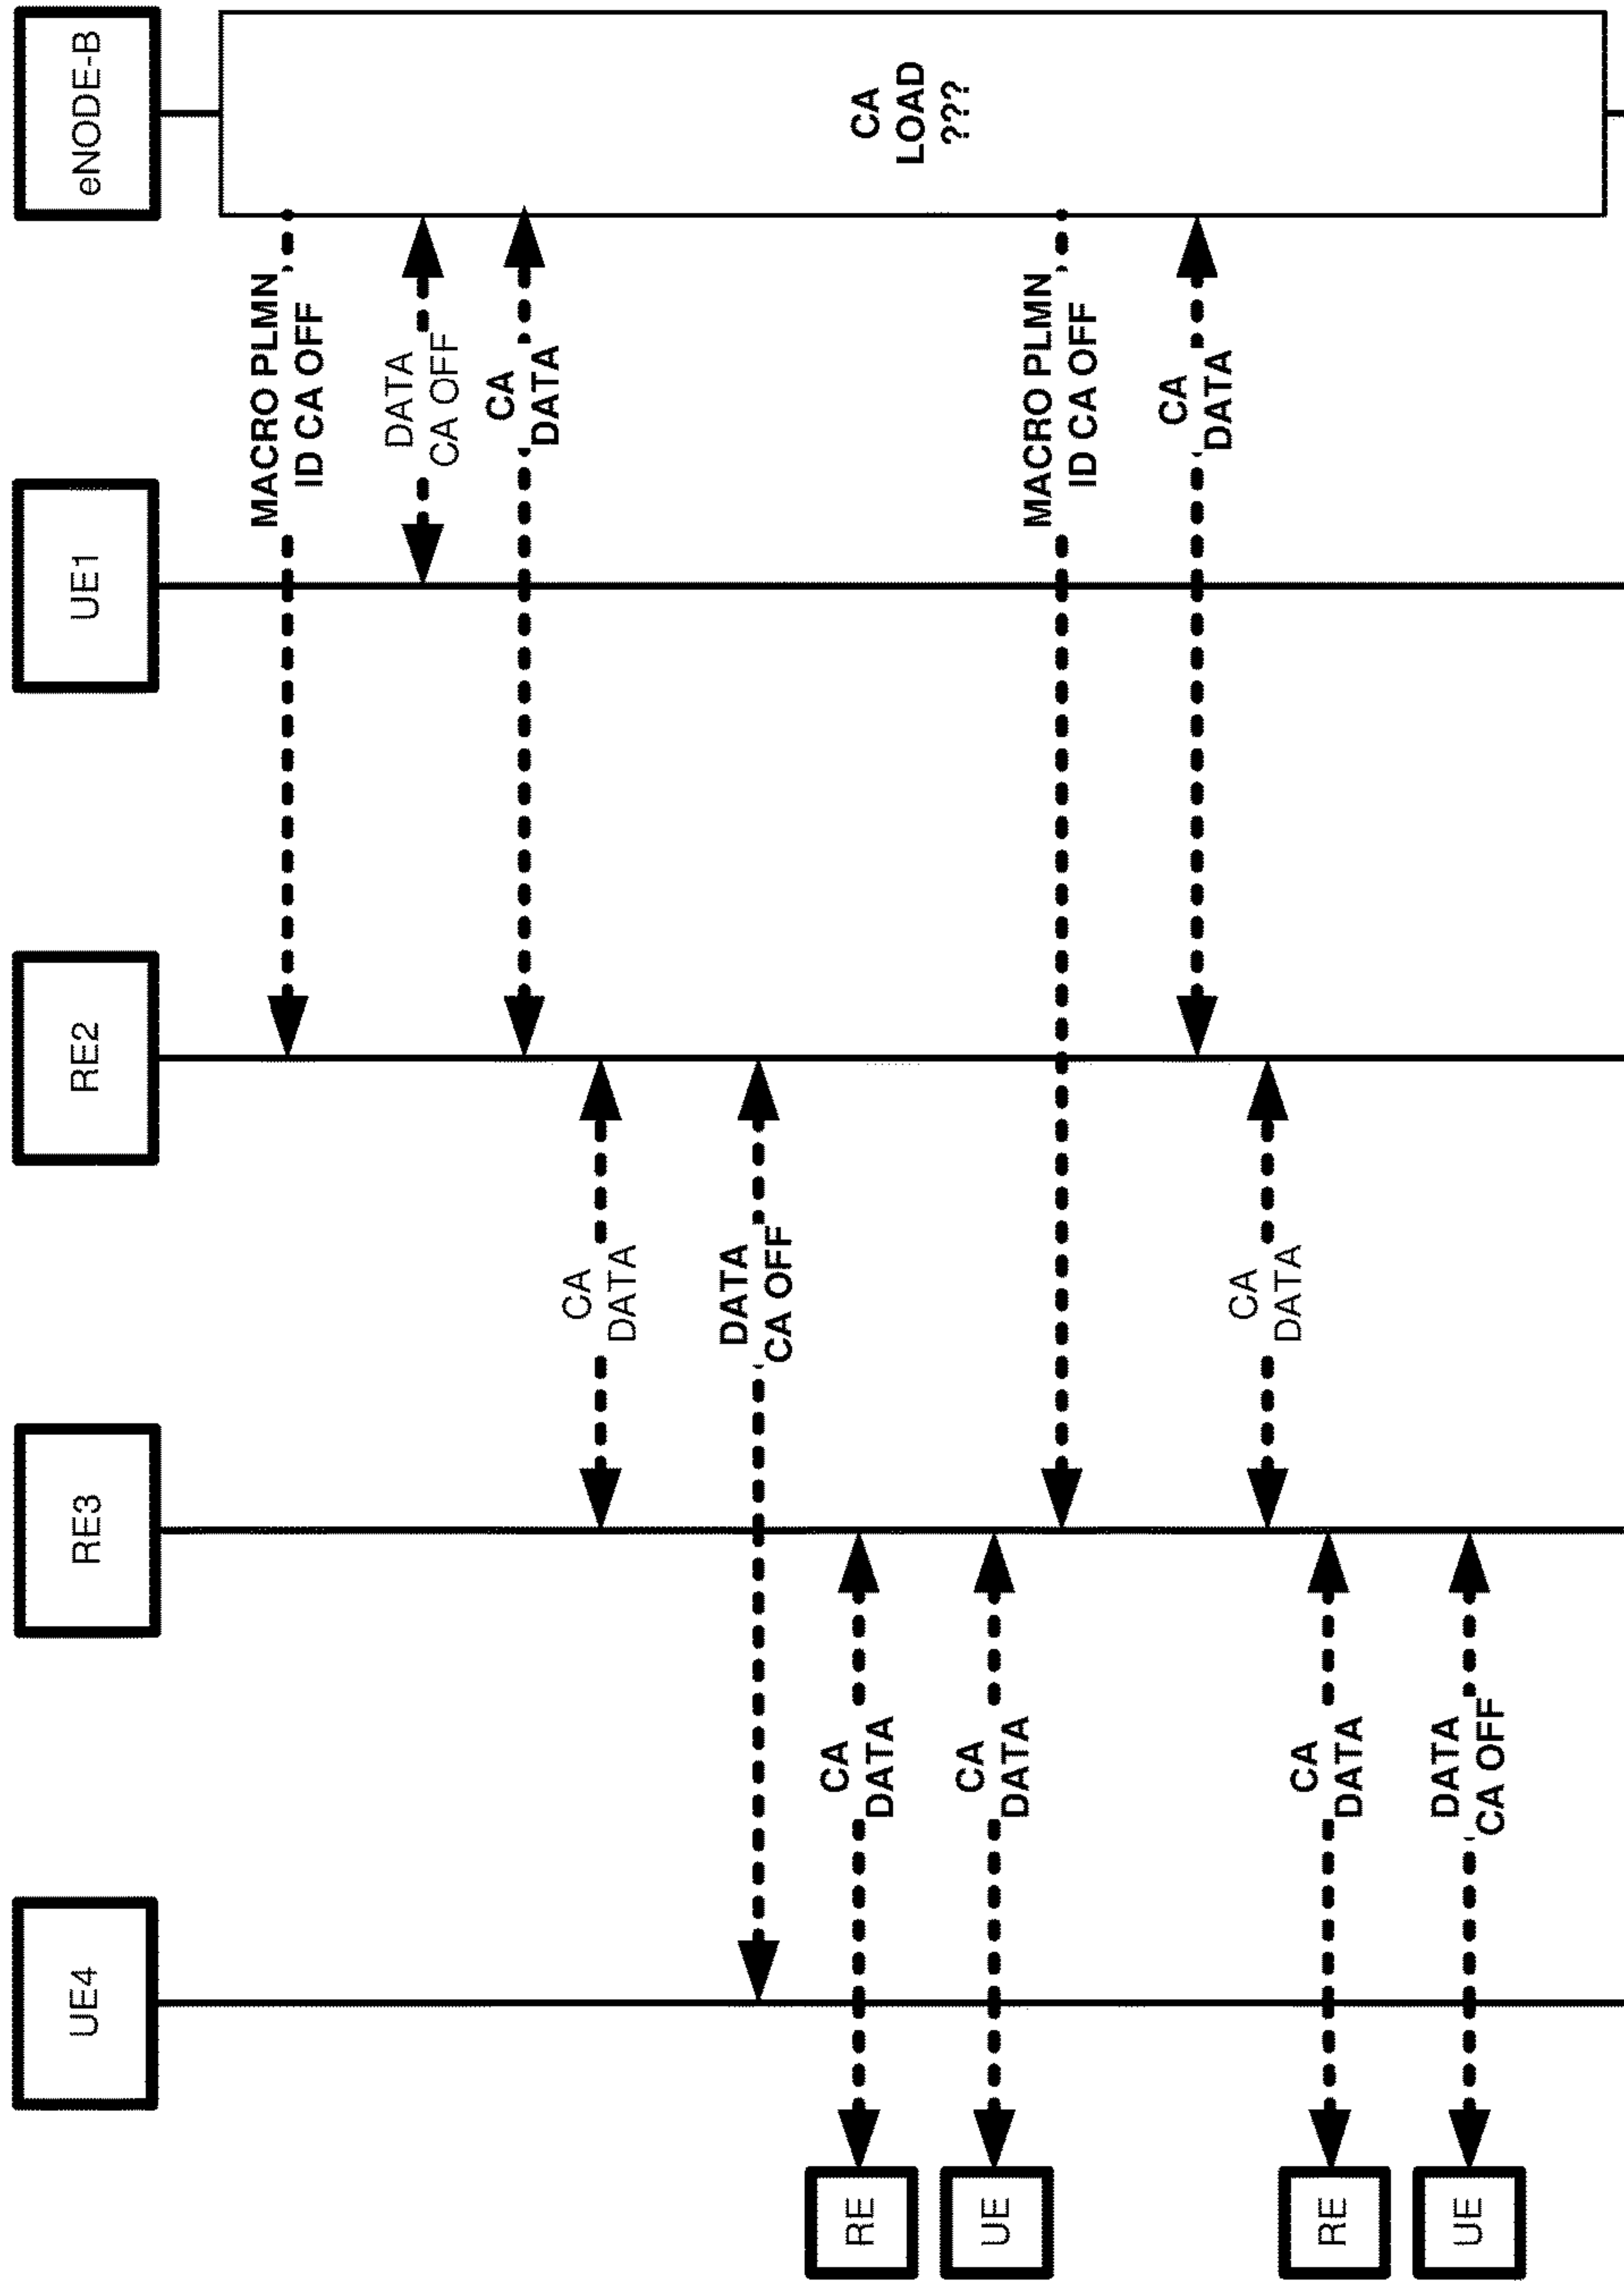 UE4
RE3
RE2
UE1
eNODE-B
MACRO PLMN
ID CA OFF
DATA
CA OFF
CA
DATA
CA
DATA
DATA
CA OFF
RE
CA
DATA
CA
LOAD
???
UE
CA
DATA
MACRO PLMN
ID CA OFF
CA
DATA
CA
DATA
RE
CA
DATA
UE
DATA
CA OFF